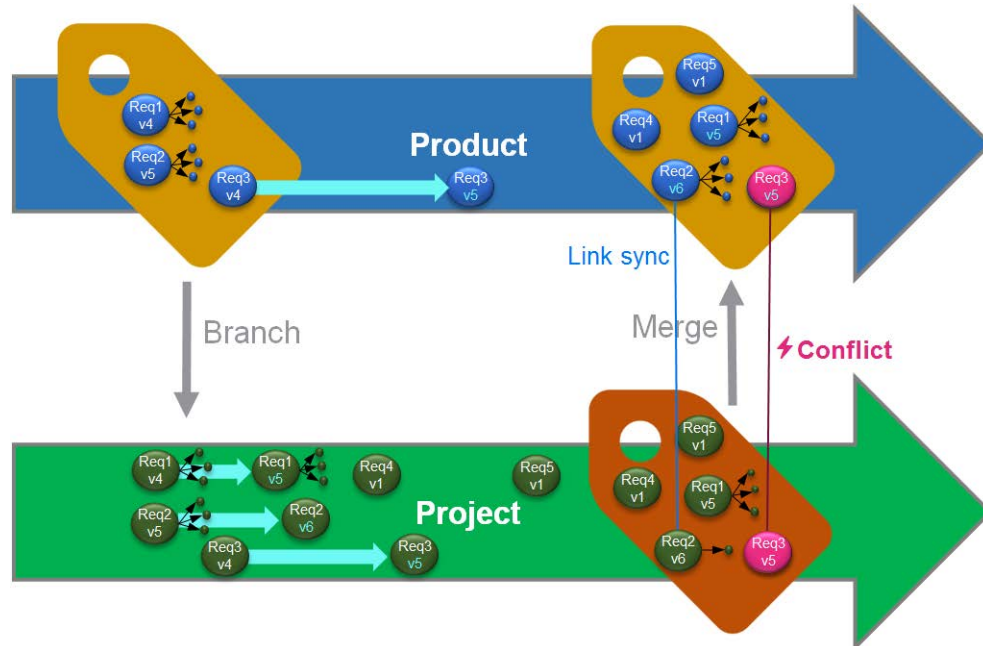 Req5
v1
Req1
v4
Req4
v1
Req1
v5
Product
Req2
v5
Req3
v4
Req3
v5
Req2
v6
Req3
v5
Link sync
Branch
Merge
Conflict
Req5
v1
Req1
v4
Req1
v5
Req4
v1
Req5
v1
Req4
v1
Req1
v5
Project
Req2
v5
Req2
v6
Req3
v4
Req3
v5
Req2
v6
Req3
v5